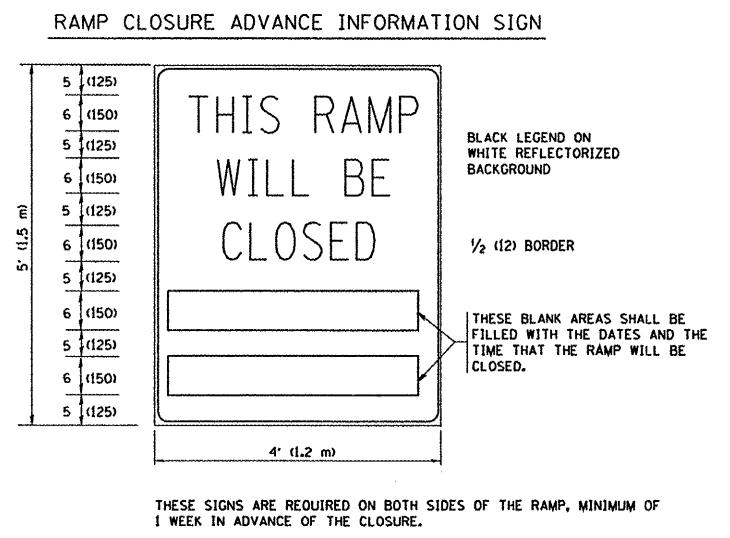 RAMP CLOSURE ADVANCE INFORMATION SIGN
5 (125)
6 (150)
5 (125)
6 (150)
5 (125)
6 (150)
5 (125)
6 (150)
5 (125)
6 (150)
5 (125)
5' (1.5 m)
THIS RAMP
WILL BE
CLOSED
BLACK LEGEND ON
WHITE REFLECTORIZED
BACKGROUND
1/2 (12) BORDER
THESE BLANK AREAS SHALL BE
FILLED WITH THE DATES AND THE
TIME THAT THE RAMP WILL BE
CLOSED.
4' (1.2 m)
THESE SIGNS ARE REQUIRED ON BOTH SIDES OF THE RAMP, MINIMUM OF
1 WEEK IN ADVANCE OF THE CLOSURE.